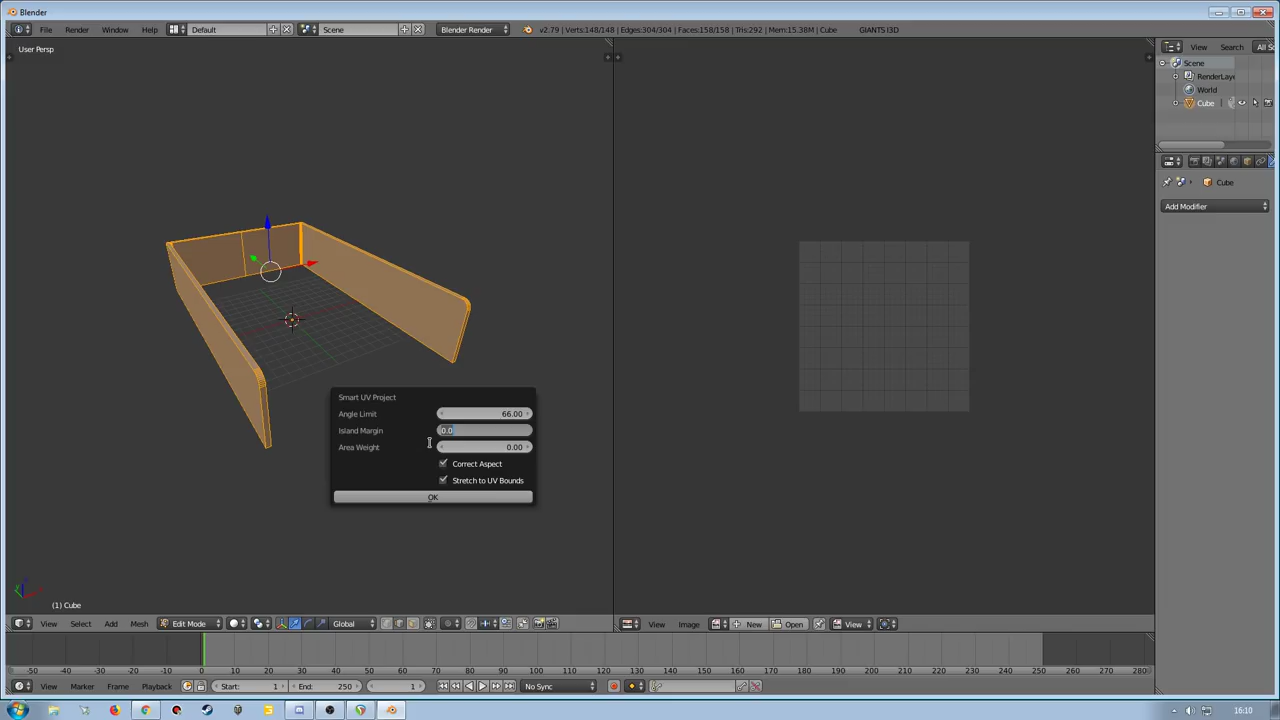 Blender
File Render Window Help Default Scene Blender Render v2.79 | Verts:148/148 | Edges:304/304 | Faces:158/158 | Tris:292 | Mem:15.38M | Cube GIANTS I3D
User Persp
View Search All Sc
Scene
RenderLaye
World
Cube
Cube
Add Modifier
Smart UV Project
Angle Limit 66.00
Island Margin 0.0
Area Weight 0.00
Correct Aspect
Stretch to UV Bounds
OK
(1) Cube
View Select Add Mesh Edit Mode Global View Image New Open View
-50 -40 -30 -20 -10 0 10 20 30 40 50 60 70 80 90 100 110 120 130 140 150 160 170 180 190 200 210 220 230 240 250 260 270 280
View Marker Frame Playback Start: 1 End: 250 1 No Sync
16:10